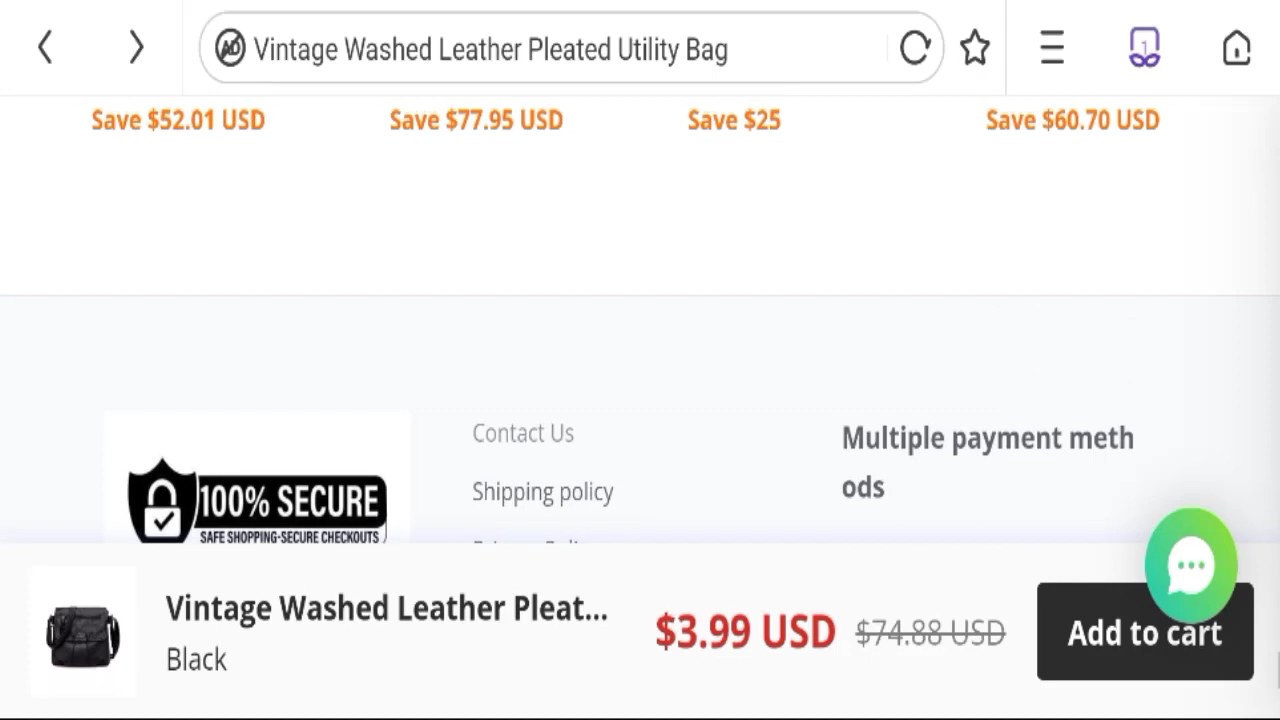 Vintage Washed Leather Pleated Utility Bag
1
Save $52.01 USD
Save $77.95 USD
Save $25
Save $60.70 USD
Contact Us
Shipping policy
Multiple payment meth
ods
100% SECURE
SAFE SHOPPING-SECURE CHECKOUTS
Vintage Washed Leather Pleat...
Black
$3.99 USD
$74.88 USD
Add to cart